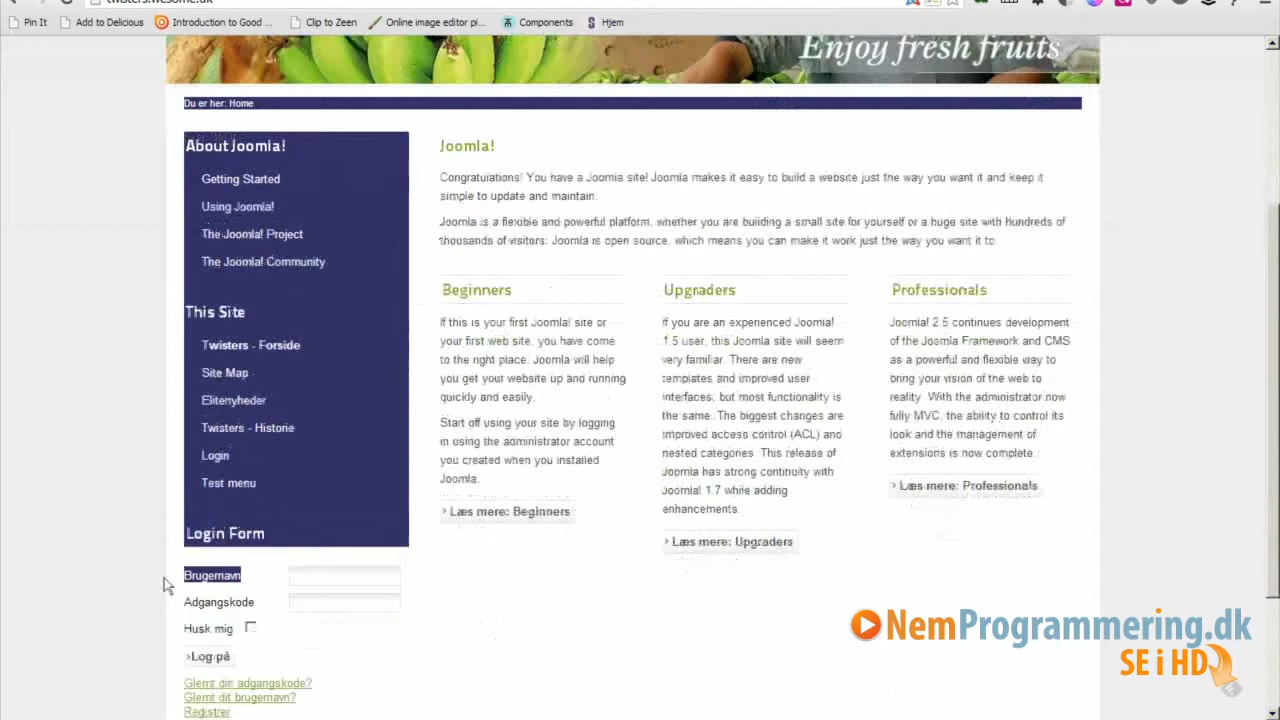 twisters.wesome.dk
Pin It
Add to Delicious
Introduction to Good ...
Clip to Zeen
Online image editor pi...
Components
Hjem
Enjoy fresh fruits
Du er her: Home
About Joomla!
Getting Started
Using Joomla!
The Joomla! Project
The Joomla! Community
This Site
Twisters - Forside
Site Map
Elitenyheder
Twisters - Historie
Login
Test menu
Login Form
Brugernavn
Adgangskode
Husk mig
Log på
Glemt din adgangskode?
Glemt dit brugernavn?
Registrer
Joomla!
Congratulations! You have a Joomla site! Joomla makes it easy to build a website just the way you want it and keep it
simple to update and maintain.
Joomla is a flexible and powerful platform, whether you are building a small site for yourself or a huge site with hundreds of
thousands of visitors. Joomla is open source, which means you can make it work just the way you want it to.
Beginners
If this is your first Joomla! site or
your first web site, you have come
to the right place. Joomla will help
you get your website up and running
quickly and easily.
Start off using your site by logging
in using the administrator account
you created when you installed
Joomla.
Læs mere: Beginners
Upgraders
If you are an experienced Joomla!
1.5 user, this Joomla site will seem
very familiar. There are new
templates and improved user
interfaces, but most functionality is
the same. The biggest changes are
improved access control (ACL) and
nested categories. This release of
Joomla has strong continuity with
Joomla! 1.7 while adding
enhancements.
Læs mere: Upgraders
Professionals
Joomla! 2.5 continues development
of the Joomla Framework and CMS
as a powerful and flexible way to
bring your vision of the web to
reality. With the administrator now
fully MVC, the ability to control its
look and the management of
extensions is now complete.
Læs mere: Professionals
NemProgrammering.dk
SE i HD